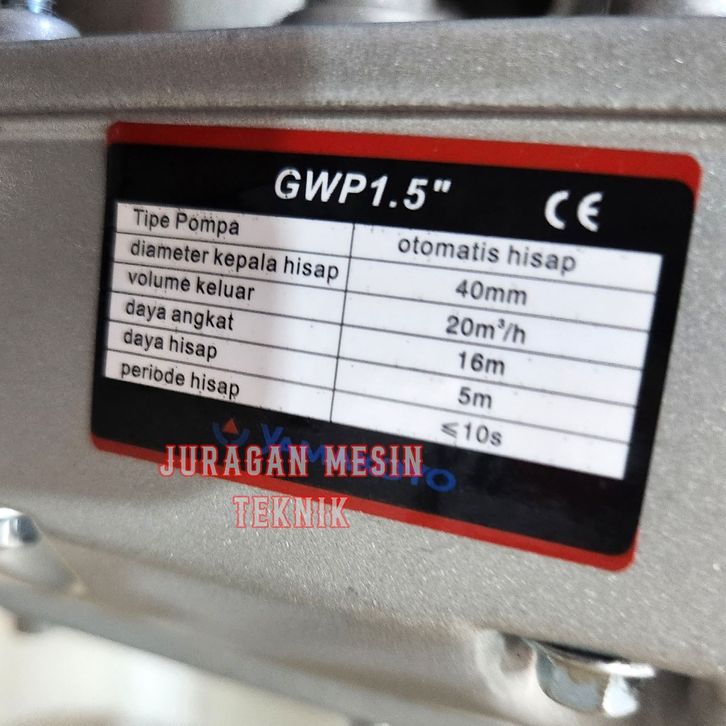 GWP1.5"
CE
Tipe Pompa otomatis hisap
diameter kepala hisap 40mm
volume keluar 20m³/h
daya angkat 16m
daya hisap 5m
periode hisap ≤10s
JURAGAN MESIN
TEKNIK